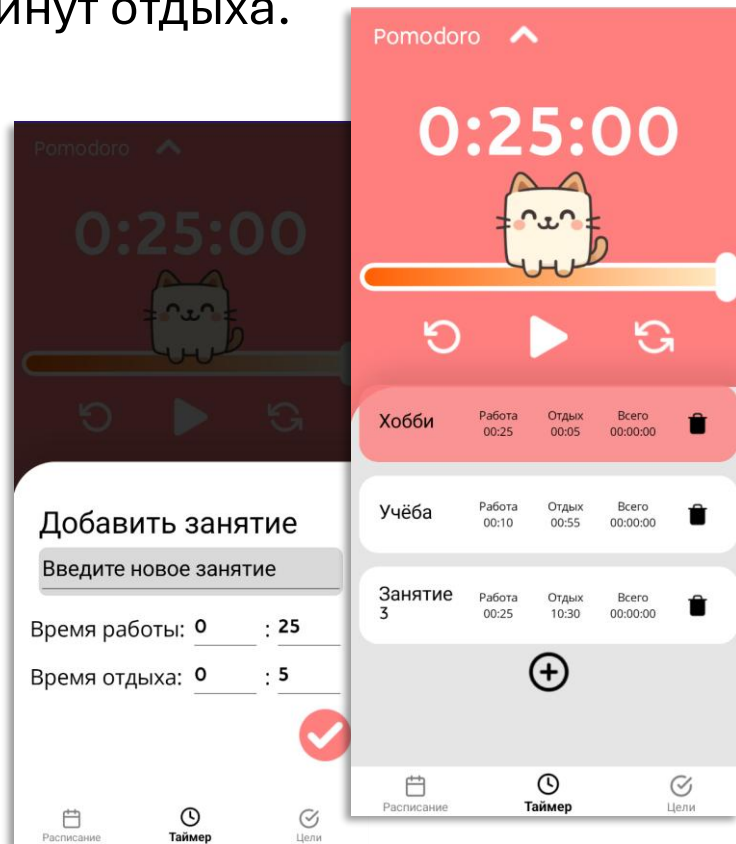 инут отдыха.
Pomodoro
0:25:00
Добавить занятие
Введите новое занятие
Время работы: 0 : 25
Время отдыха: 0 : 5
Расписание Таймер Цели
Pomodoro
0:25:00
Хобби Работа 00:25 Отдых 00:05 Всего 00:00:00
Учёба Работа 00:10 Отдых 00:55 Всего 00:00:00
Занятие 3 Работа 00:25 Отдых 10:30 Всего 00:00:00
Расписание Таймер Цели